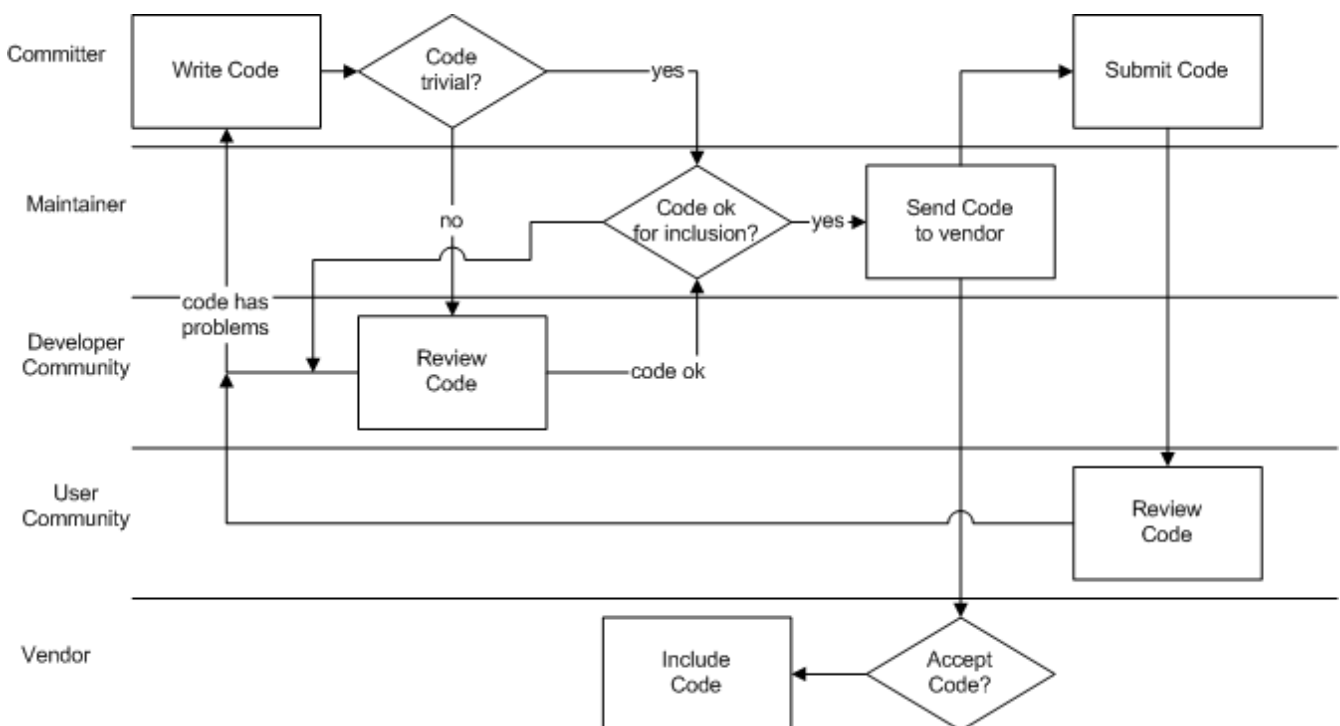 Committer
Write Code
Code
trivial?
yes
Submit Code
Maintainer
no
Code ok
for inclusion?
yes
Send Code
to vendor
code has
problems
Developer
Community
Review
Code
code ok
User
Community
Review
Code
Vendor
Include
Code
Accept
Code?